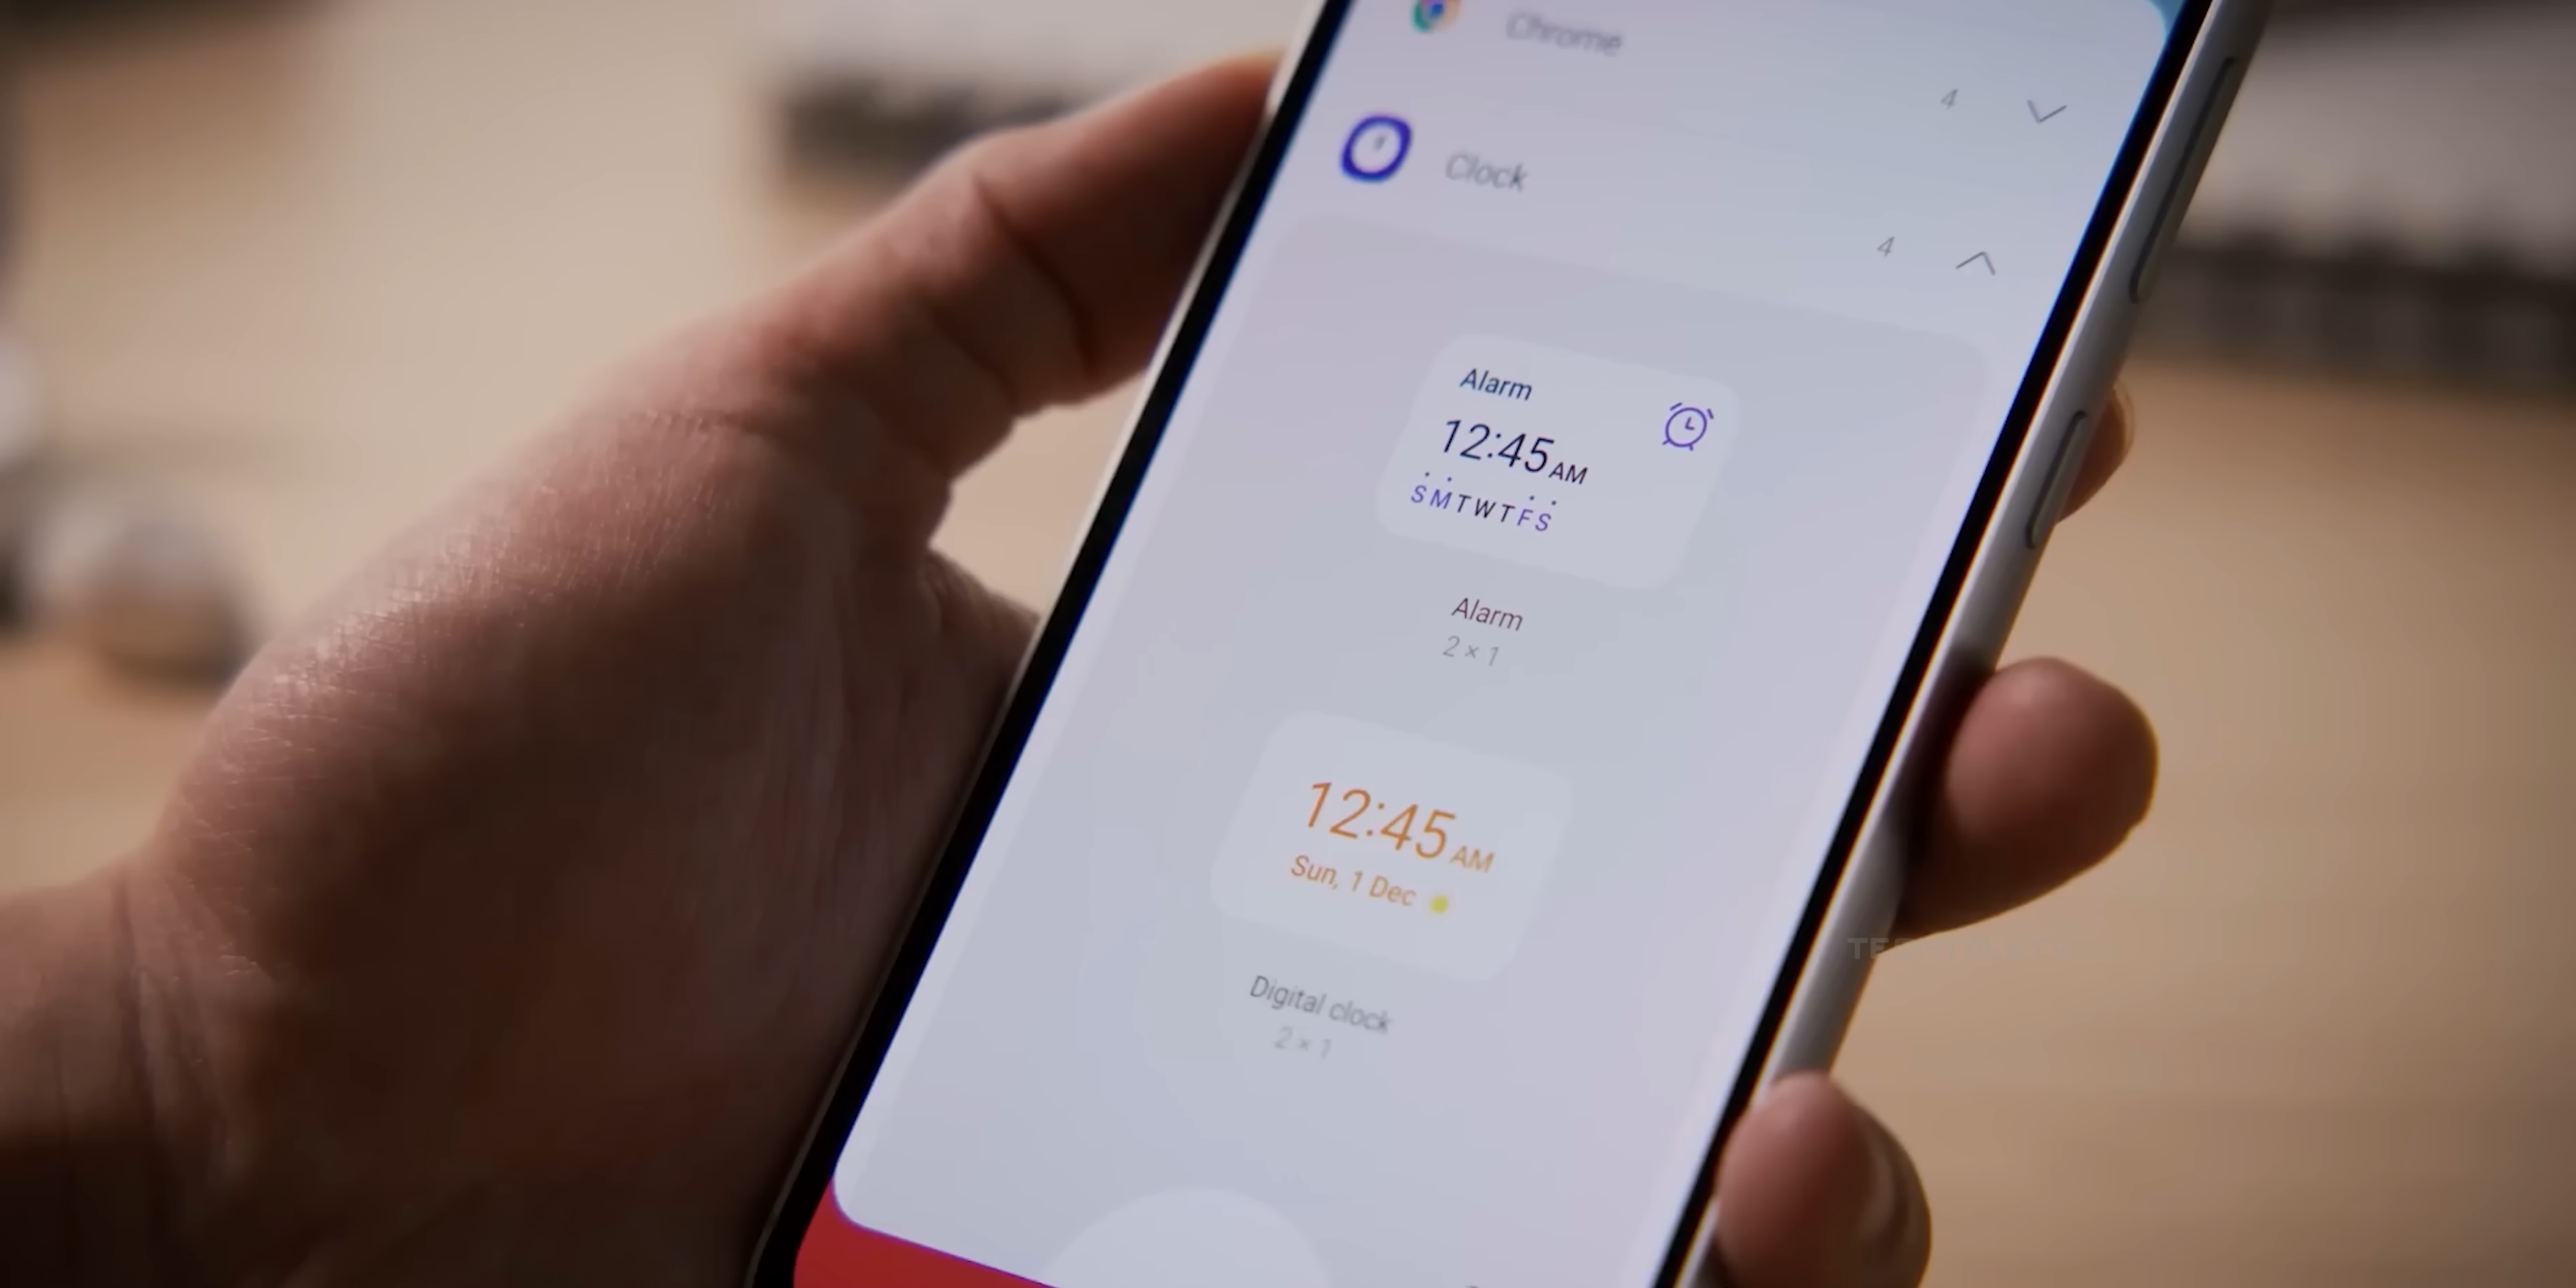 Chrome
4
Clock
4
Alarm
12:45 AM
S M T W T F S
Alarm
2 × 1
12:45 AM
Sun, 1 Dec
Digital clock
2 × 1